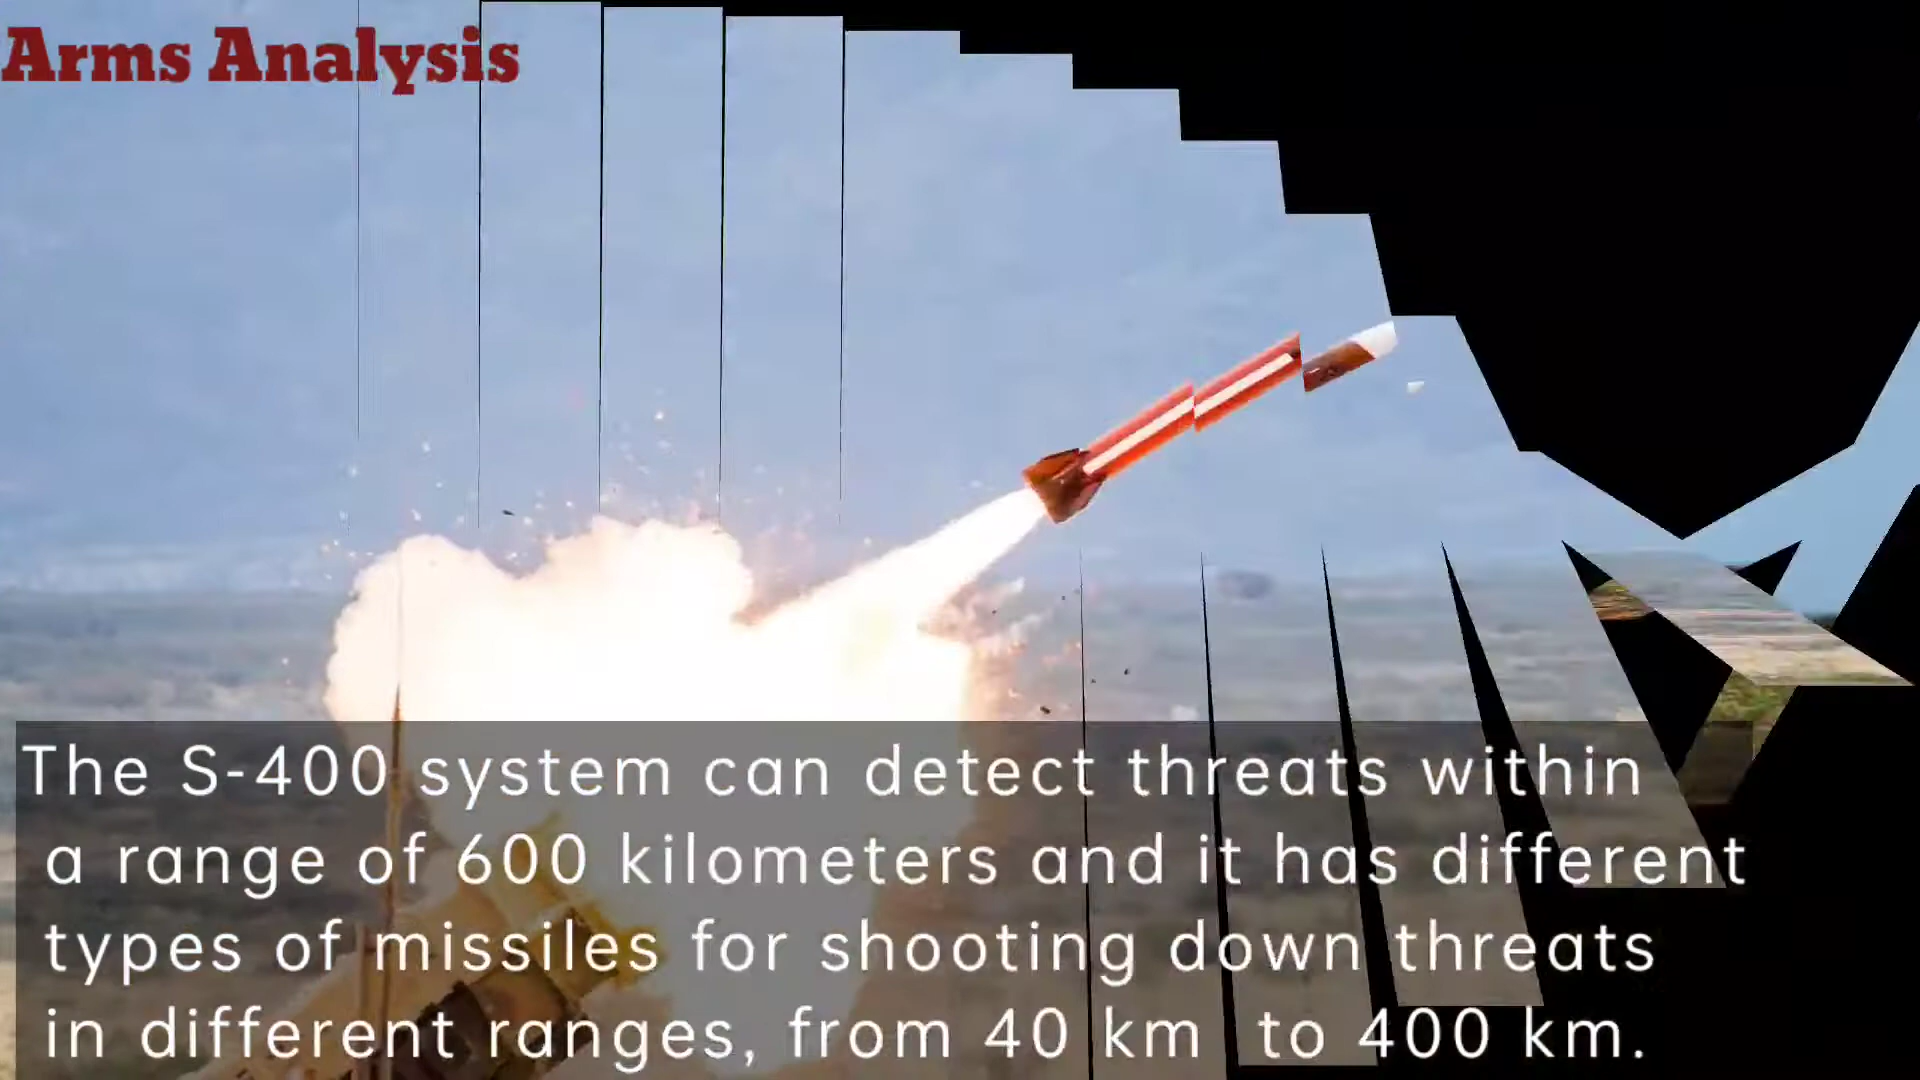 Arms Analysis
The S-400 system can detect threats within
a range of 600 kilometers and it has different
types of missiles for shooting down threats
in different ranges, from 40 km to 400 km.